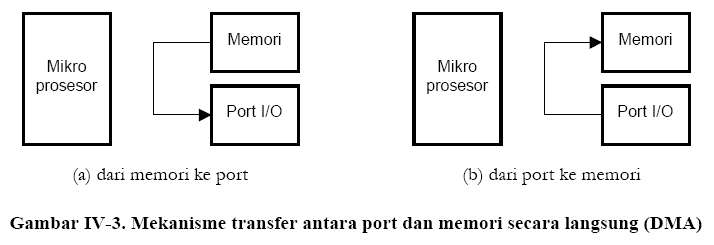 Mikro
prosesor
Memori
Port I/O
(a) dari memori ke port
Mikro
prosesor
Memori
Port I/O
(b) dari port ke memori
Gambar IV-3. Mekanisme transfer antara port dan memori secara langsung (DMA)